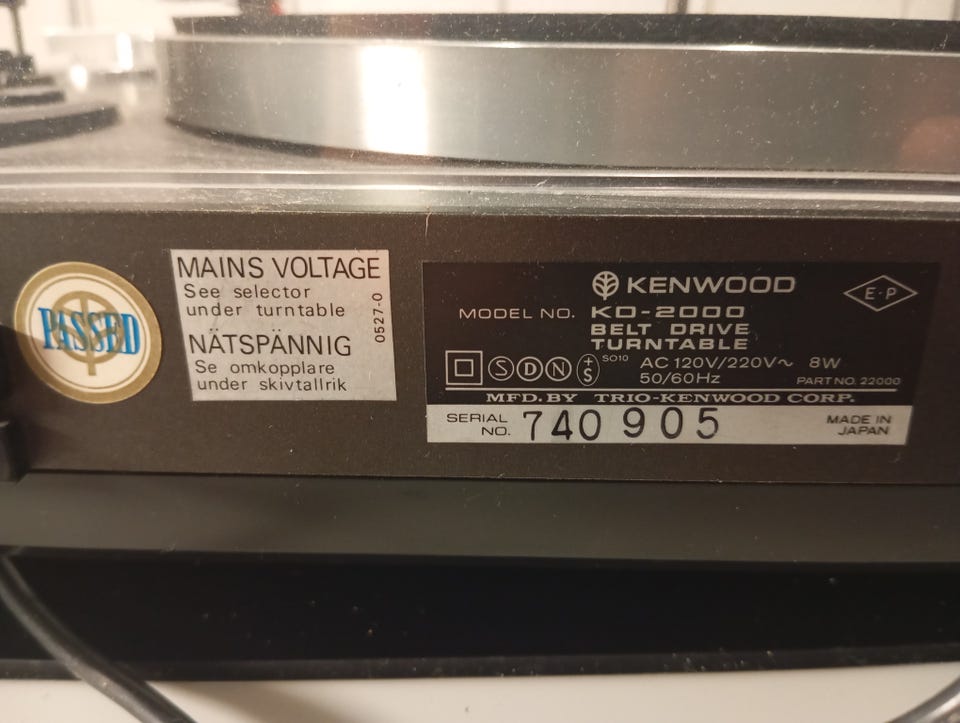 PASSED
MAINS VOLTAGE
See selector
under turntable
NÄTSPÄNNIG
Se omkopplare
under skivtallrik
0527-0
KENWOOD
E·P
MODEL NO. KD-2000
BELT DRIVE
TURNTABLE
S D N +S SO10 AC 120V/220V~ 8W
50/60Hz PART NO. 22000
MFD. BY TRIO-KENWOOD CORP.
SERIAL NO. 740905
MADE IN
JAPAN